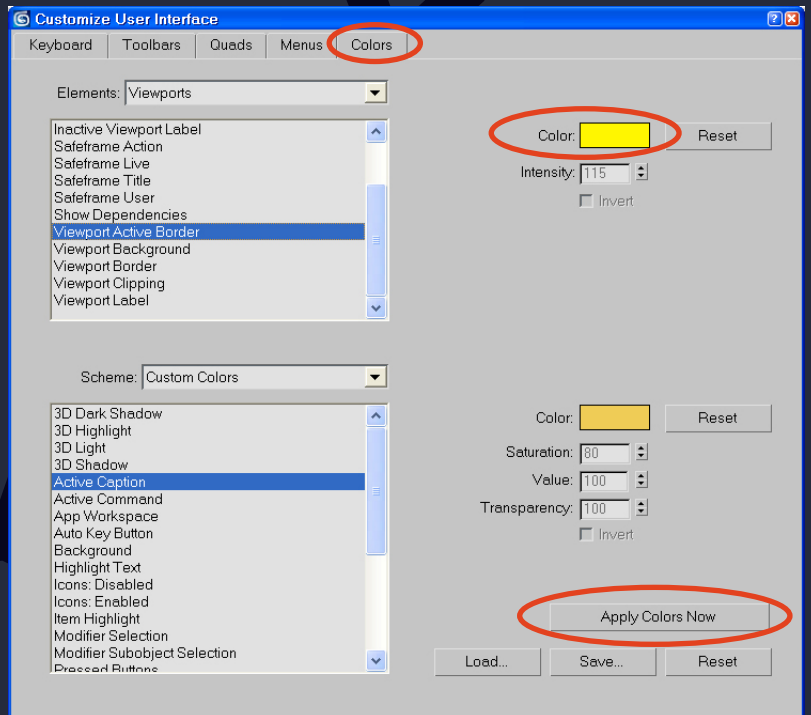 Customize User Interface
Keyboard Toolbars Quads Menus Colors
Elements: Viewports
Inactive Viewport Label
Safeframe Action
Safeframe Live
Safeframe Title
Safeframe User
Show Dependencies
Viewport Active Border
Viewport Background
Viewport Border
Viewport Clipping
Viewport Label
Color: Reset
Intensity: 115
Invert
Scheme: Custom Colors
3D Dark Shadow
3D Highlight
3D Light
3D Shadow
Active Caption
Active Command
App Workspace
Auto Key Button
Background
Highlight Text
Icons: Disabled
Icons: Enabled
Item Highlight
Modifier Selection
Modifier Subobject Selection
Pressed Buttons
Color: Reset
Saturation: 80
Value: 100
Transparency: 100
Invert
Apply Colors Now
Load... Save... Reset